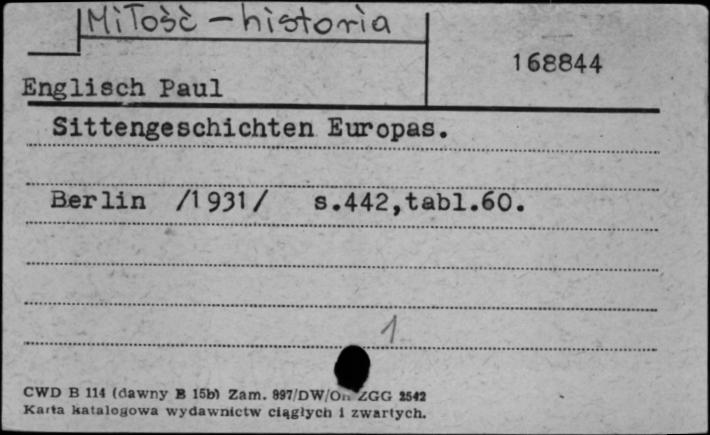 Miłość - historia
168844
Englisch Paul
Sittengeschichten Europas.
Berlin /1931/ s.442,tabl.60.
1
CWD B 114 (dawny B 15b) Zam. 897/DW/ ZGG 2542
Karta katalogowa wydawnictw ciągłych i zwartych.